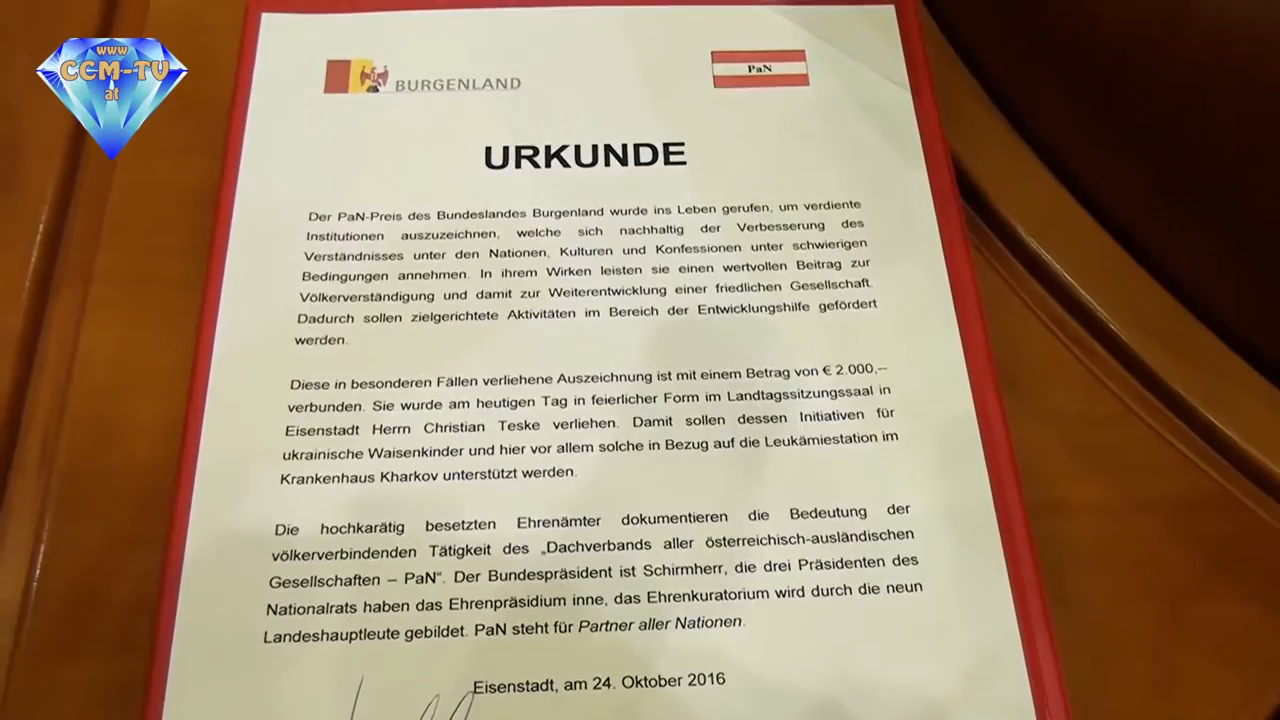 www
CCM-TV
at
BURGENLAND
PaN
URKUNDE
Der PaN-Preis des Bundeslandes Burgenland wurde ins Leben gerufen, um verdiente
Institutionen auszuzeichnen, welche sich nachhaltig der Verbesserung des
Verständnisses unter den Nationen, Kulturen und Konfessionen unter schwierigen
Bedingungen annehmen. In ihrem Wirken leisten sie einen wertvollen Beitrag zur
Völkerverständigung und damit zur Weiterentwicklung einer friedlichen Gesellschaft.
Dadurch sollen zielgerichtete Aktivitäten im Bereich der Entwicklungshilfe gefördert
werden.
Diese in besonderen Fällen verliehene Auszeichnung ist mit einem Betrag von € 2.000,--
verbunden. Sie wurde am heutigen Tag in feierlicher Form im Landtagssitzungssaal in
Eisenstadt Herrn Christian Teske verliehen. Damit sollen dessen Initiativen für
ukrainische Waisenkinder und hier vor allem solche in Bezug auf die Leukämiestation im
Krankenhaus Kharkov unterstützt werden.
Die hochkarätig besetzten Ehrenämter dokumentieren die Bedeutung der
völkerverbindenden Tätigkeit des „Dachverbands aller österreichisch-ausländischen
Gesellschaften – PaN“. Der Bundespräsident ist Schirmherr, die drei Präsidenten des
Nationalrats haben das Ehrenpräsidium inne, das Ehrenkuratorium wird durch die neun
Landeshauptleute gebildet. PaN steht für Partner aller Nationen.
Eisenstadt, am 24. Oktober 2016